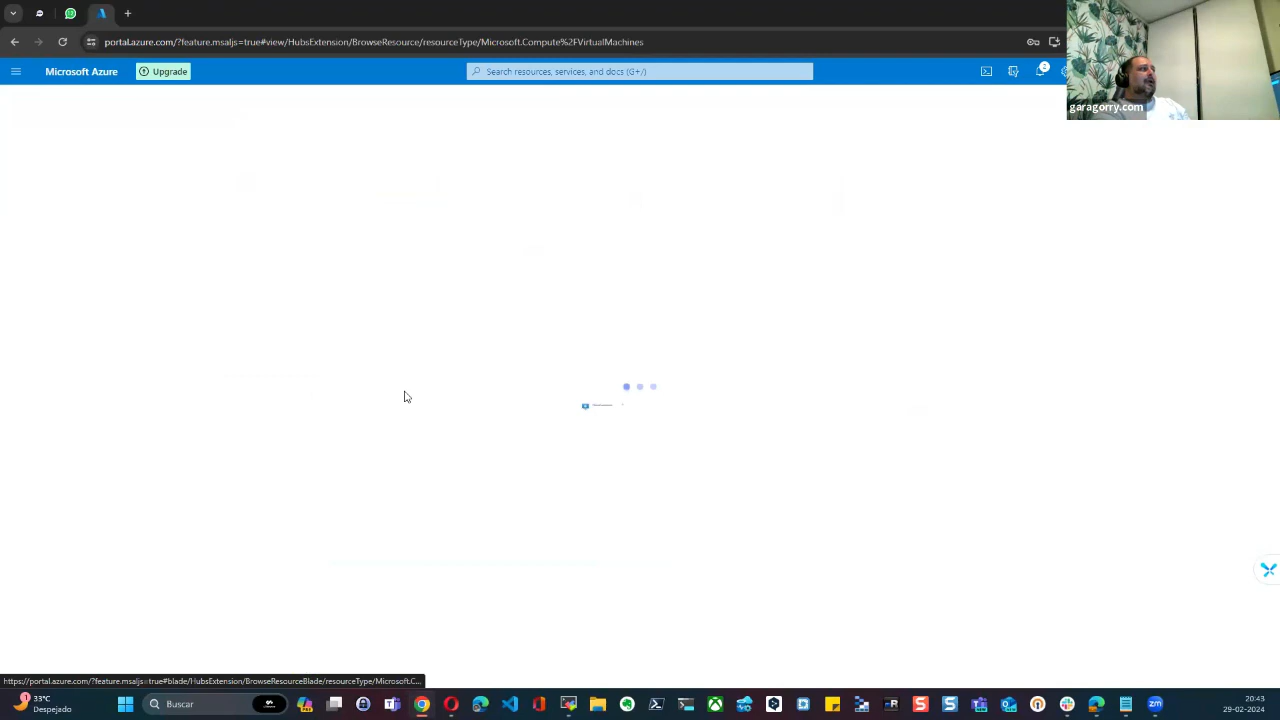 portal.azure.com/?feature.msaljs=true#view/HubsExtension/BrowseResource/resourceType/Microsoft.Compute%2FVirtualMachines
Microsoft Azure
Upgrade
Search resources, services, and docs (G+/)
2
garagorry.com
https://portal.azure.com/?feature.msaljs=true#blade/HubsExtension/BrowseResourceBlade/resourceType/Microsoft.C...
1
33°C
Despejado
Buscar
20:43
29-02-2024